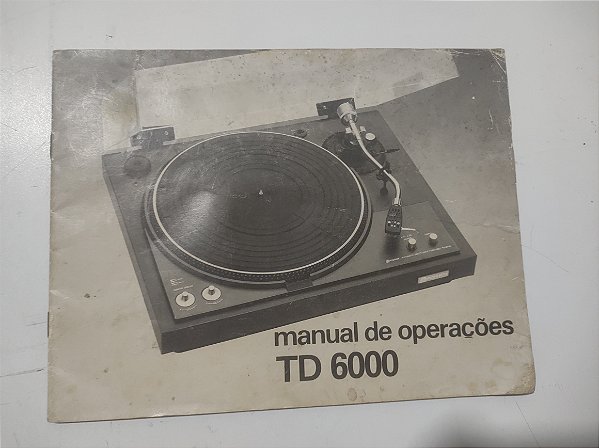 manual de operações
TD 6000